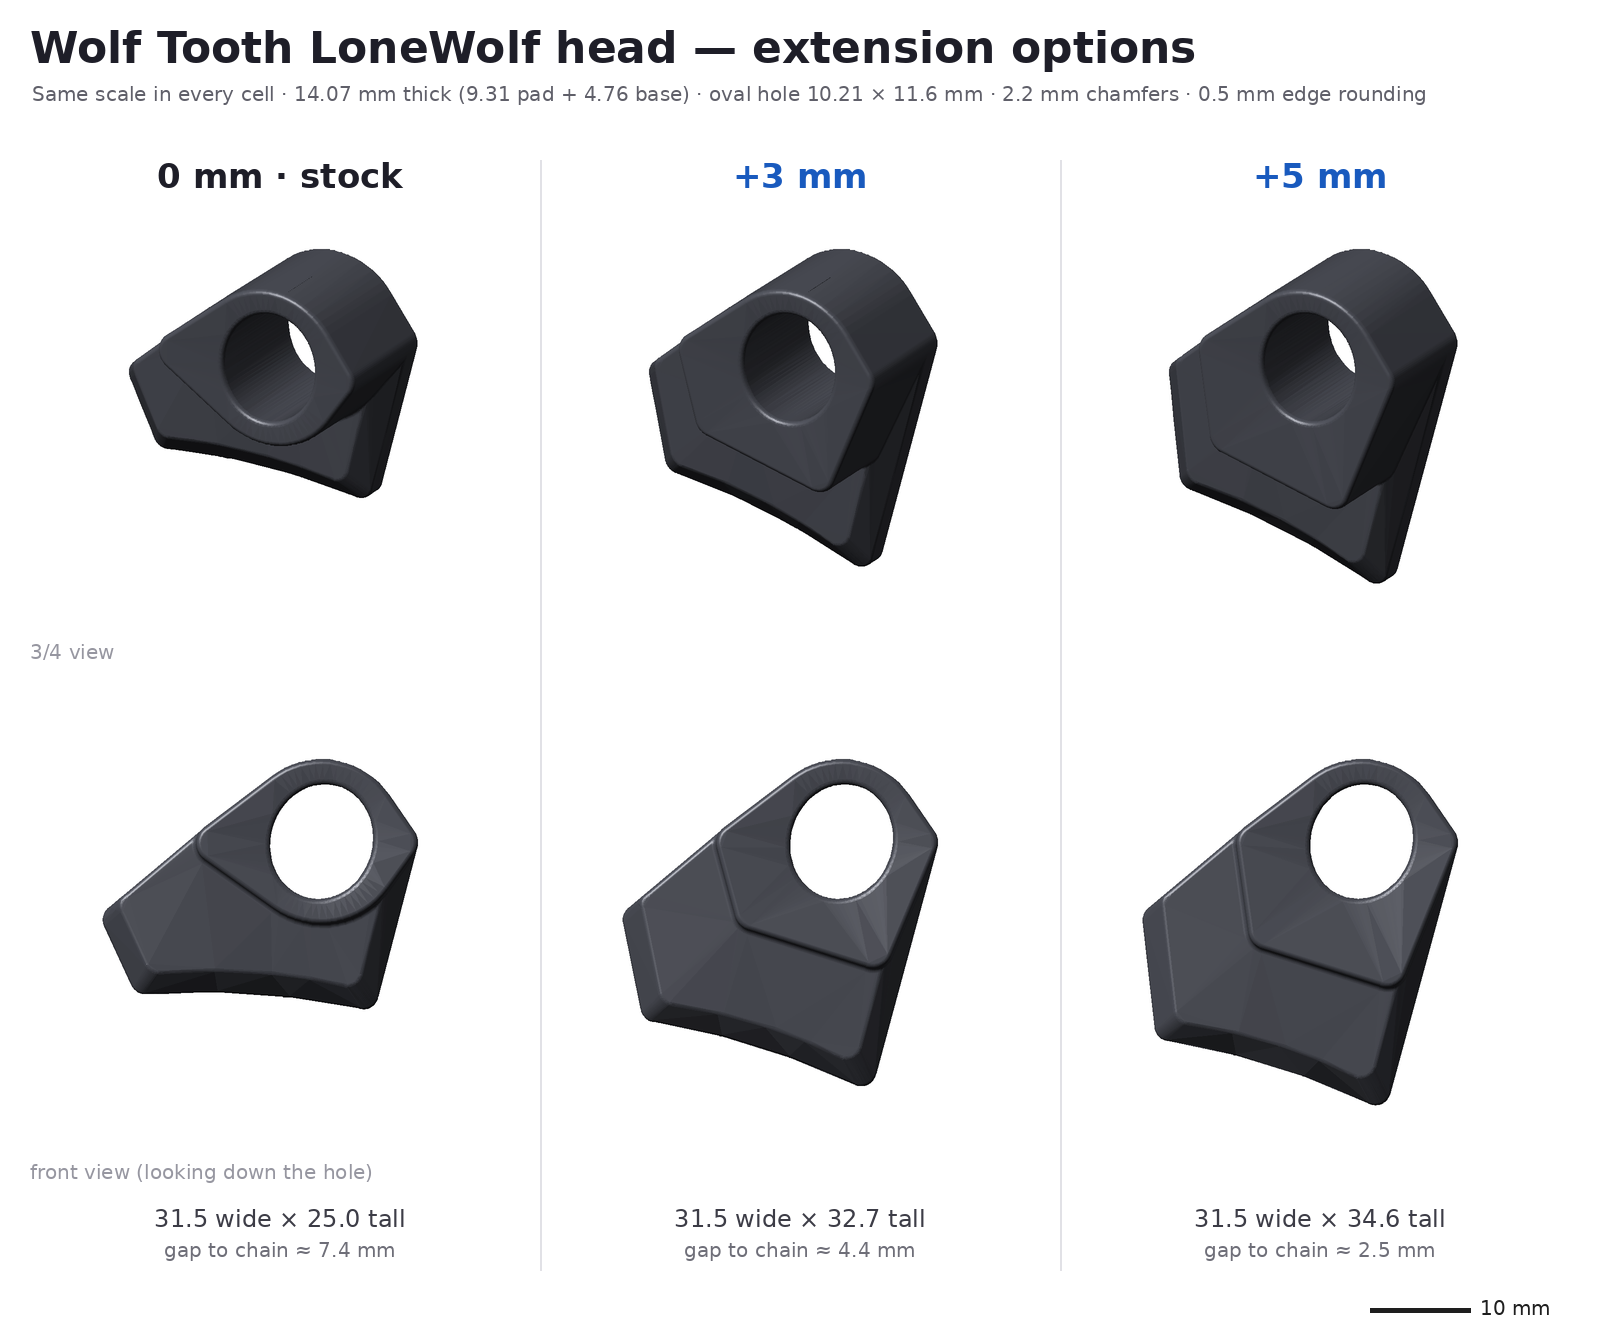 Wolf Tooth LoneWolf head — extension options
Same scale in every cell · 14.07 mm thick (9.31 pad + 4.76 base) · oval hole 10.21 × 11.6 mm · 2.2 mm chamfers · 0.5 mm edge rounding
0 mm · stock
+3 mm
+5 mm
3/4 view
front view (looking down the hole)
31.5 wide × 25.0 tall
gap to chain ≈ 7.4 mm
31.5 wide × 32.7 tall
gap to chain ≈ 4.4 mm
31.5 wide × 34.6 tall
gap to chain ≈ 2.5 mm
10 mm